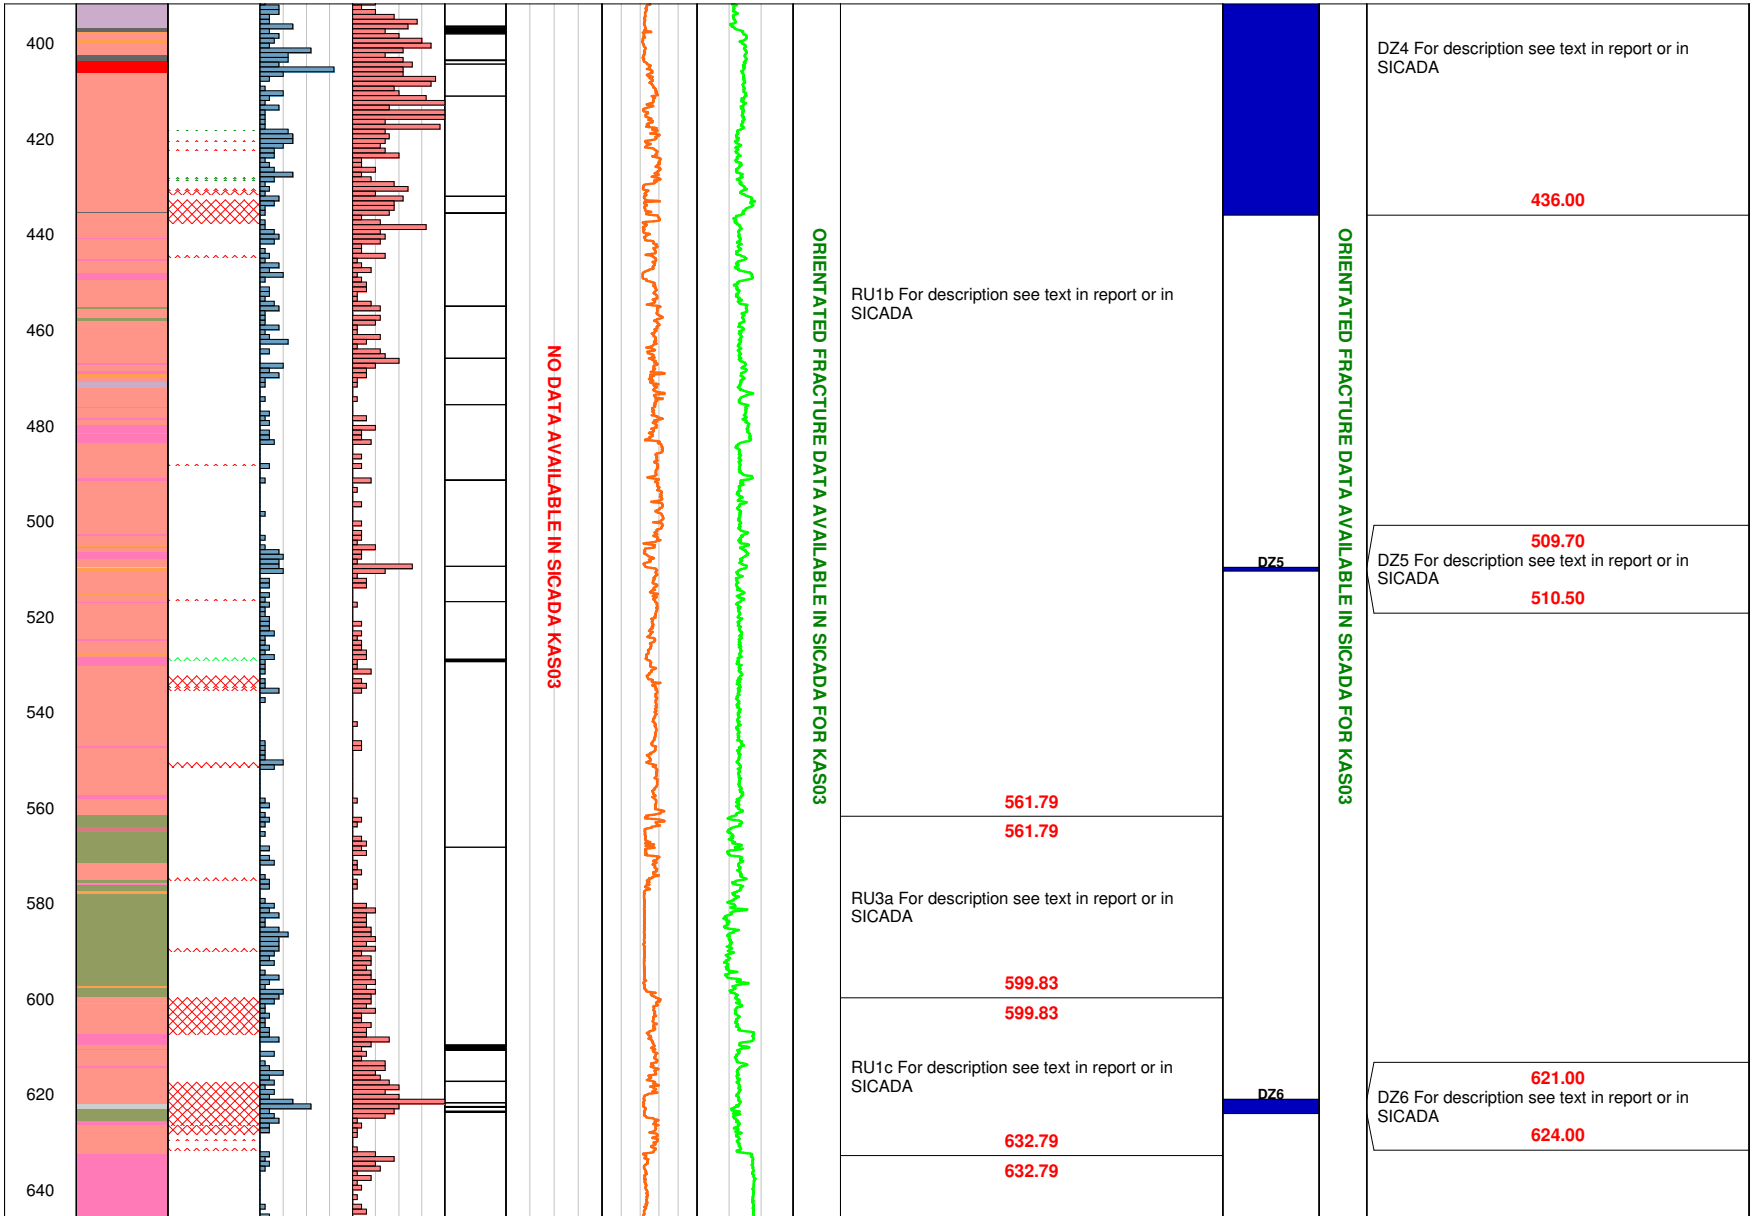 400
420
440
460
480
500
520
540
560
580
600
620
640
NO DATA AVAILABLE IN SICADA KAS03
ORIENTATED FRACTURE DATA AVAILABLE IN SICADA FOR KAS03
RU1b For description see text in report or in
SICADA
561.79
561.79
RU3a For description see text in report or in
SICADA
599.83
599.83
RU1c For description see text in report or in
SICADA
632.79
632.79
DZ5
DZ6
ORIENTATED FRACTURE DATA AVAILABLE IN SICADA FOR KAS03
DZ4 For description see text in report or in
SICADA
436.00
509.70
DZ5 For description see text in report or in
SICADA
510.50
621.00
DZ6 For description see text in report or in
SICADA
624.00